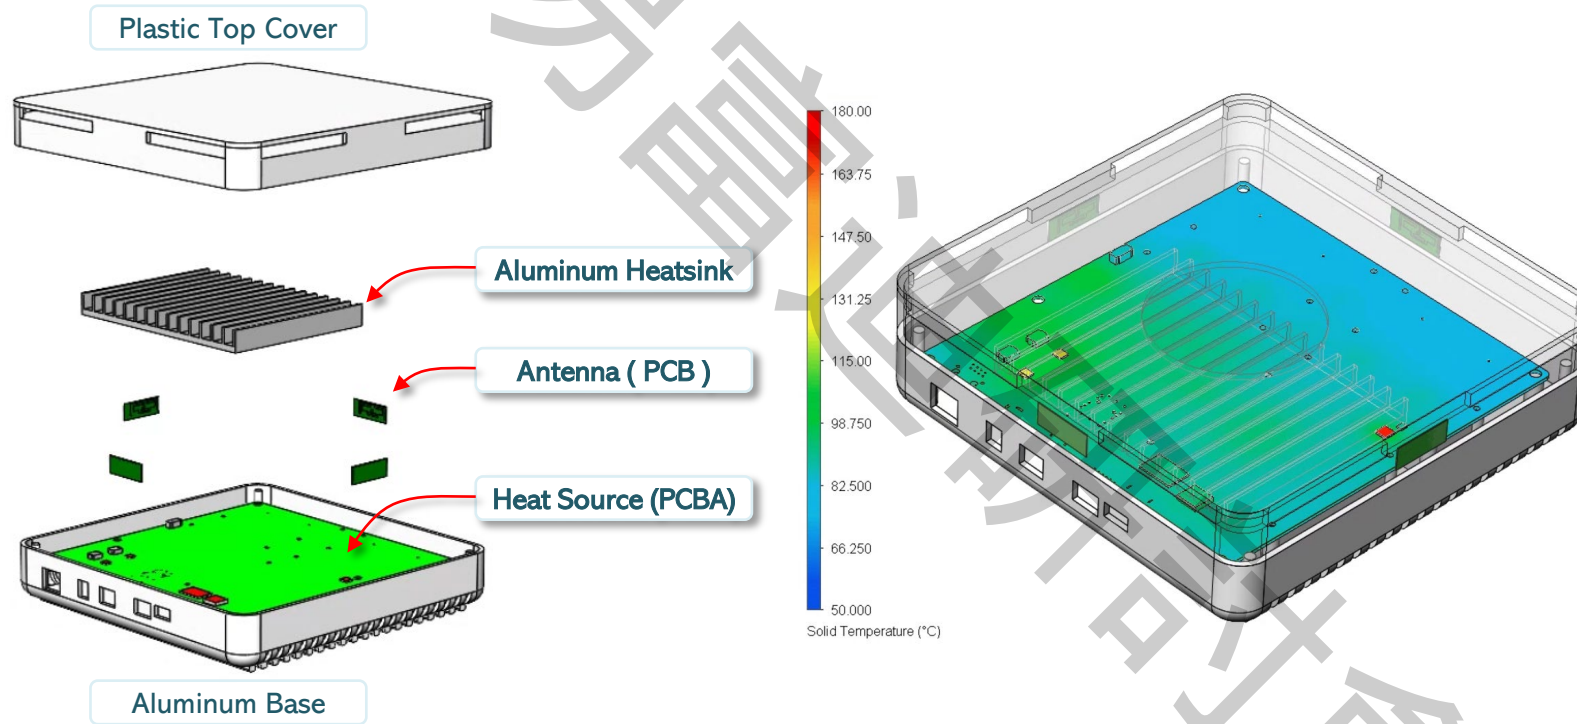 Plastic Top Cover
Aluminum Heatsink
Antenna ( PCB )
Heat Source (PCBA)
Aluminum Base
180.00
163.75
147.50
131.25
115.00
98.750
82.500
66.250
50.000
Solid Temperature (°C)